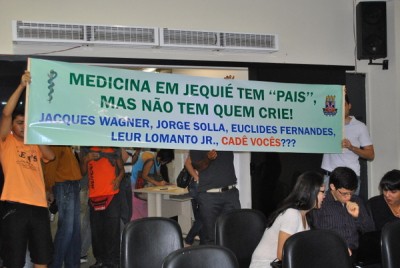 MEDICINA EM JEQUIÉ TEM “PAIS”,
MAS NÃO TEM QUEM CRIE!
JACQUES WAGNER, JORGE SOLLA, EUCLIDES FERNANDES,
LEUR LOMANTO JR., CADÊ VOCÊS???